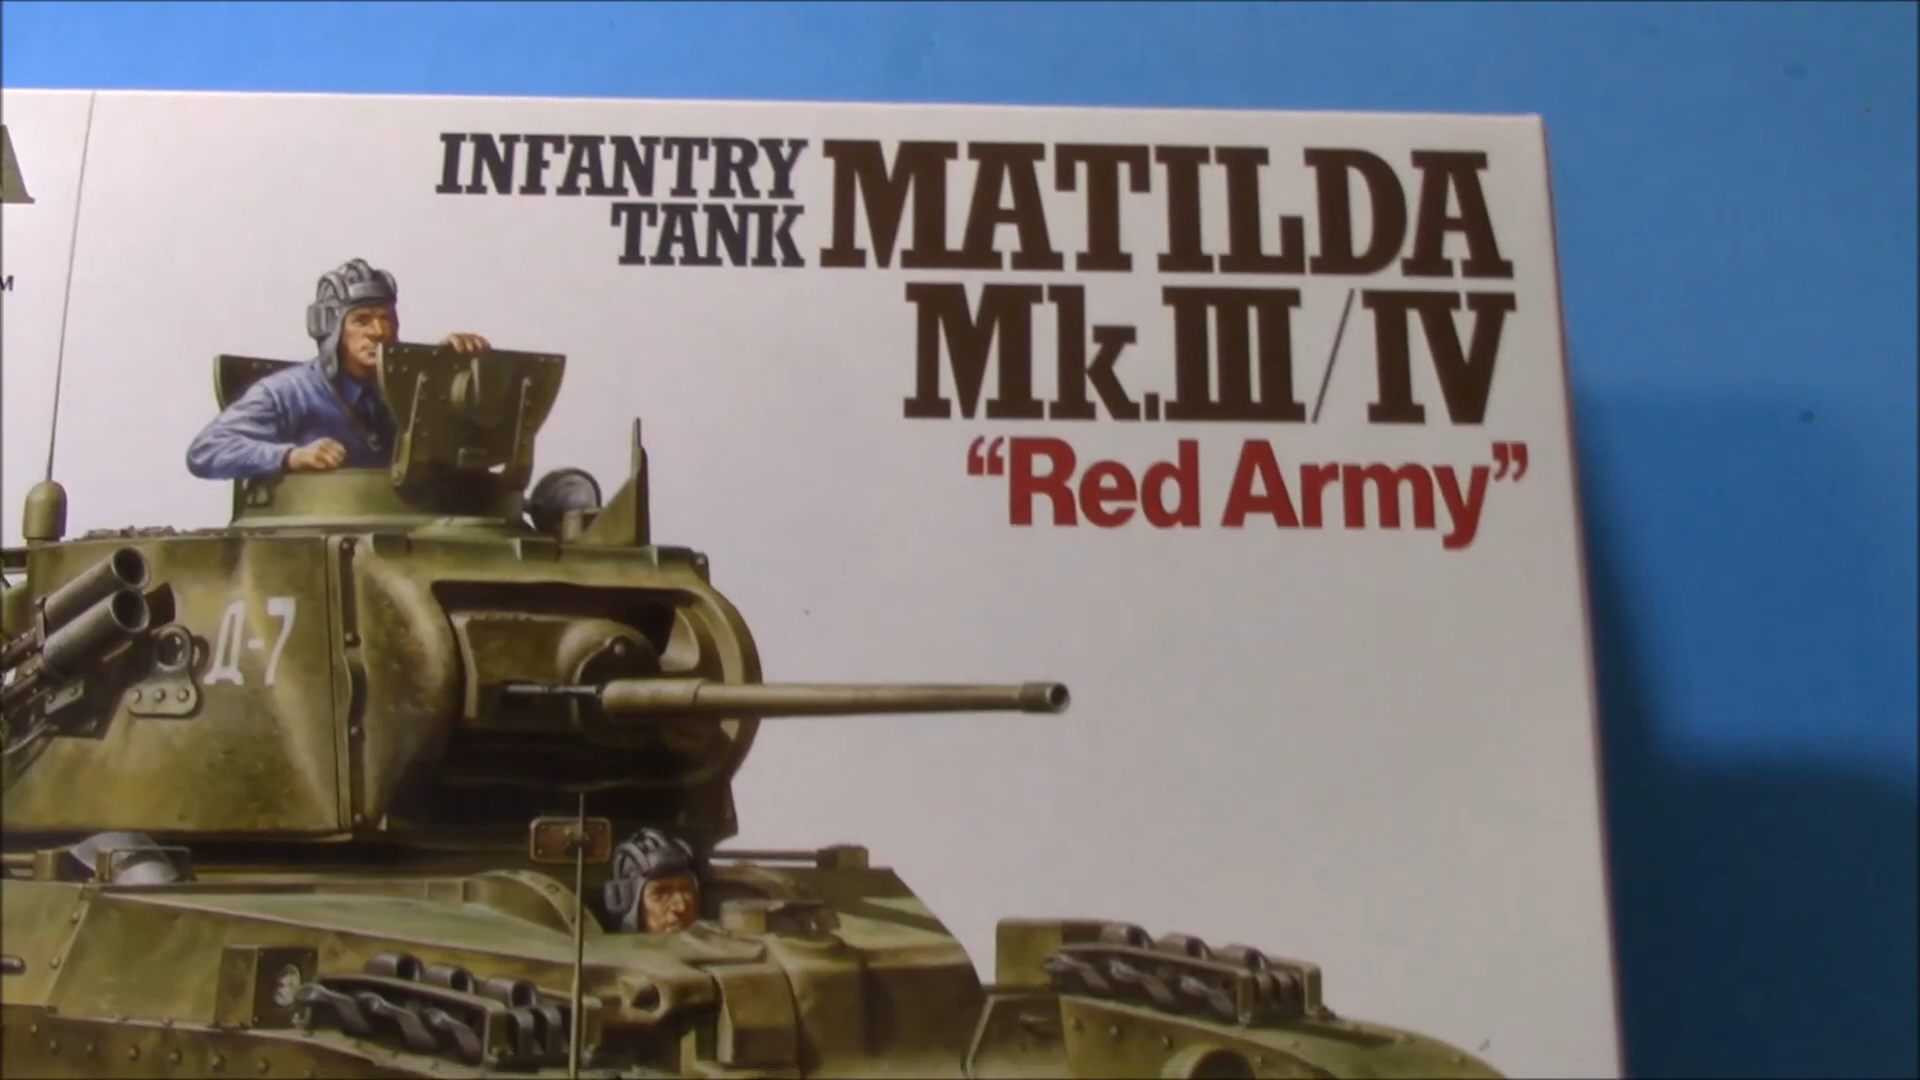 INFANTRY
TANK
MATILDA
Mk.III/IV
“Red Army”
Д-7